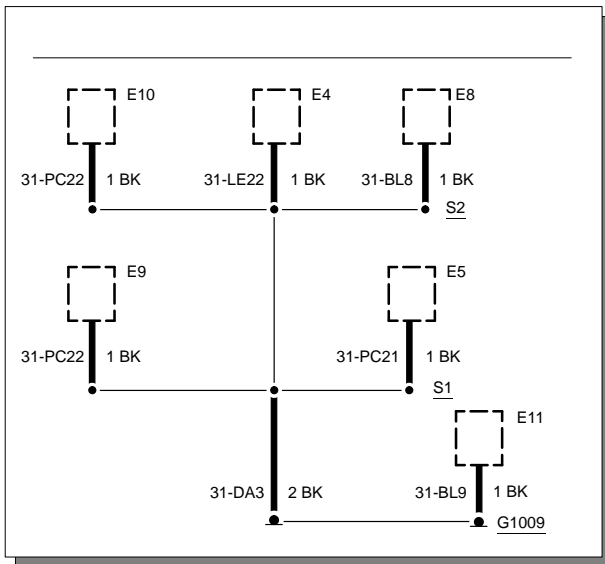 E10 E4 E8
31-PC22 1 BK 31-LE22 1 BK 31-BL8 1 BK
S2
E9 E5
31-PC22 1 BK 31-PC21 1 BK
S1
E11
31-DA3 2 BK 31-BL9 1 BK
G1009